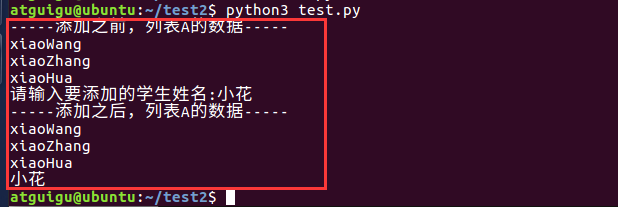 atguigu@ubuntu:~/test2$ python3 test.py
-----添加之前，列表A的数据-----
xiaoWang
xiaoZhang
xiaoHua
请输入要添加的学生姓名:小花
-----添加之后，列表A的数据-----
xiaoWang
xiaoZhang
xiaoHua
小花
atguigu@ubuntu:~/test2$